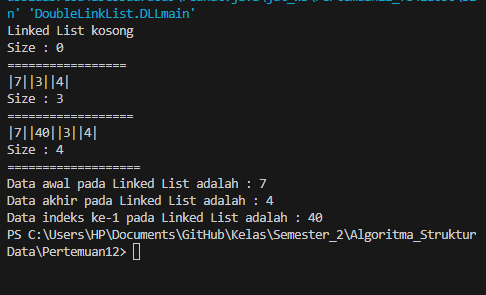 n' 'DoubleLinkList.DLLmain'
Linked List kosong
Size : 0
=================
|7||3||4|
Size : 3
==================
|7||40||3||4|
Size : 4
===================
Data awal pada Linked List adalah : 7
Data akhir pada Linked List adalah : 4
Data indeks ke-1 pada Linked List adalah : 40
PS C:\Users\HP\Documents\GitHub\Kelas\Semester_2\Algoritma_Struktur
Data\Pertemuan12>